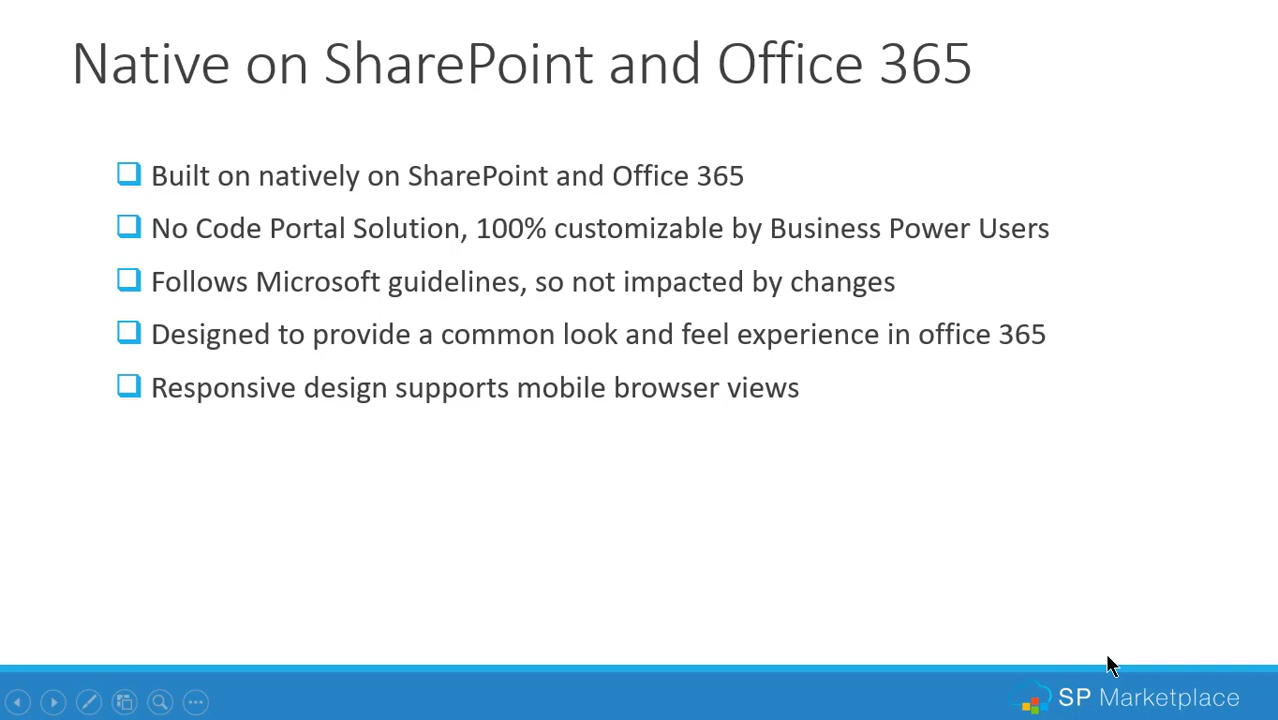 Native on SharePoint and Office 365
Built on natively on SharePoint and Office 365
No Code Portal Solution, 100% customizable by Business Power Users
Follows Microsoft guidelines, so not impacted by changes
Designed to provide a common look and feel experience in office 365
Responsive design supports mobile browser views
SP Marketplace